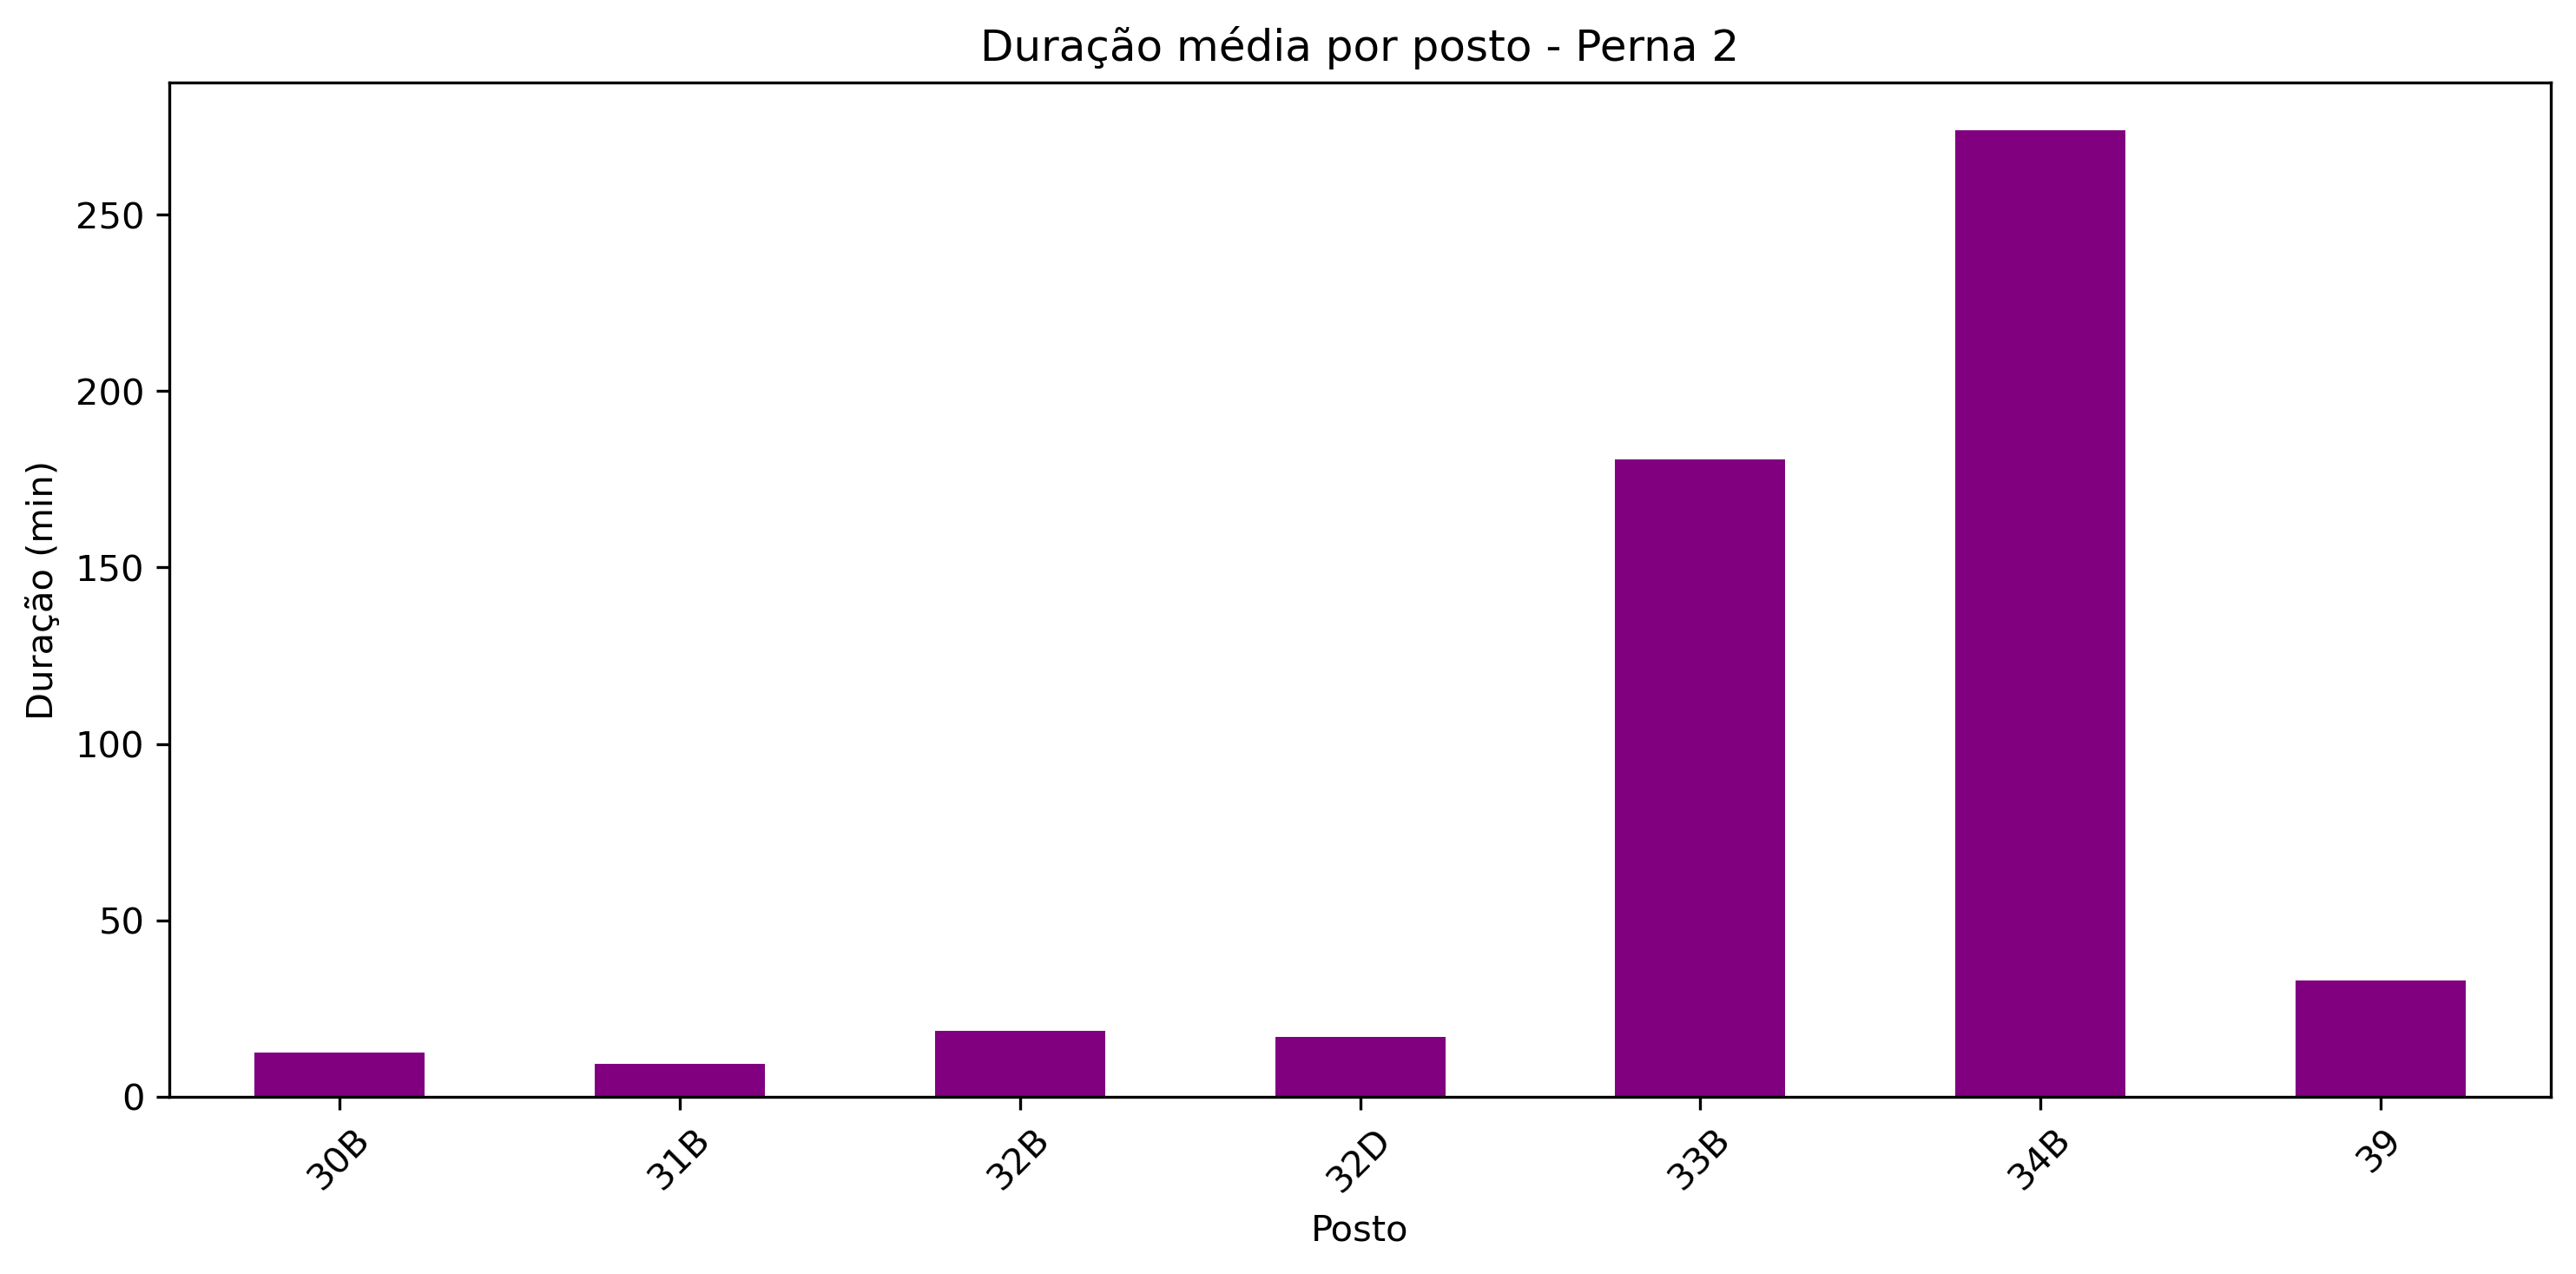 Duração média por posto - Perna 2
Duração (min)
250
200
150
100
50
0
30B
31B
32B
32D
33B
34B
39
Posto